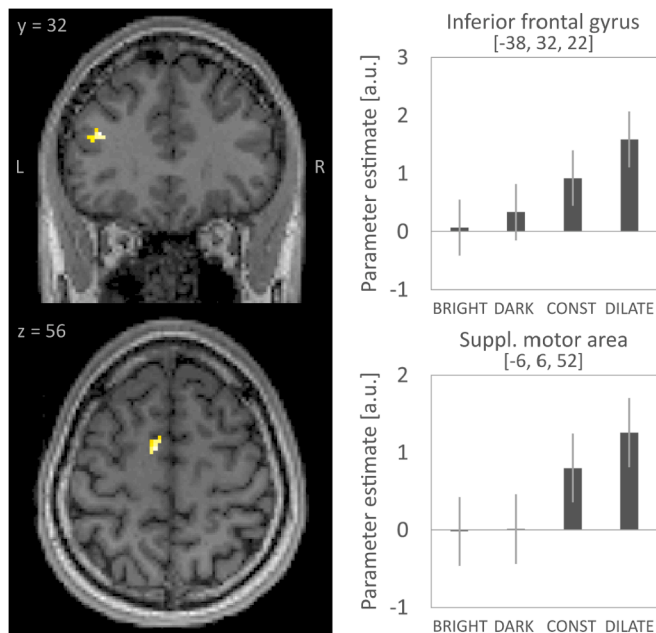 y = 32
L
R
z = 56
Inferior frontal gyrus
[-38, 32, 22]
Parameter estimate [a.u.]
3
2
1
0
-1
BRIGHT DARK CONST DILATE
Suppl. motor area
[-6, 6, 52]
Parameter estimate [a.u.]
2
1
0
-1
BRIGHT DARK CONST DILATE